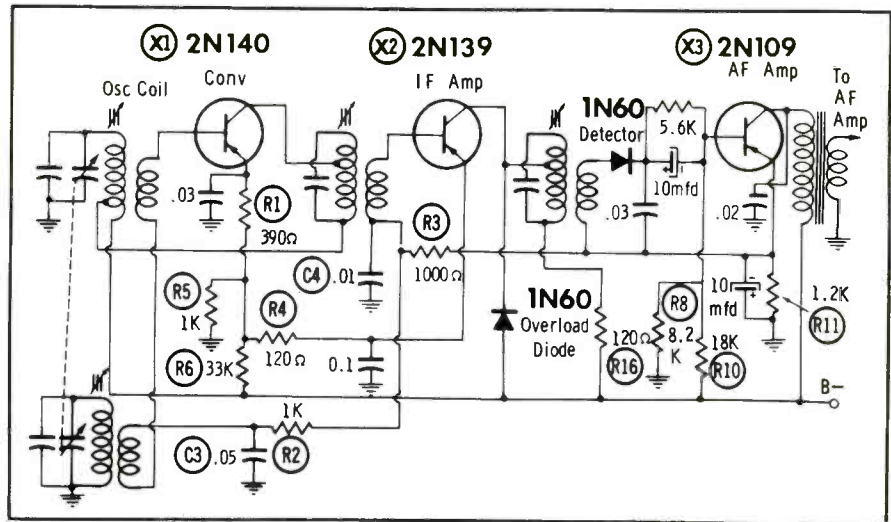 X1 2N140
Conv
X2 2N139
IF Amp
X3 2N109
AF Amp
To
AF
Amp
Osc Coil
1N60
Detector
5.6K
10mfd
.03
R1
390Ω
.03
.02
R3
1000Ω
C4
.01
R5
1K
R4
120Ω
R6
33K
0.1
1N60
Overload
Diode
120Ω
R16
R8
8.2
K
18K
R10
10
mfd
1.2K
R11
B-
1K
R2
C3 .05